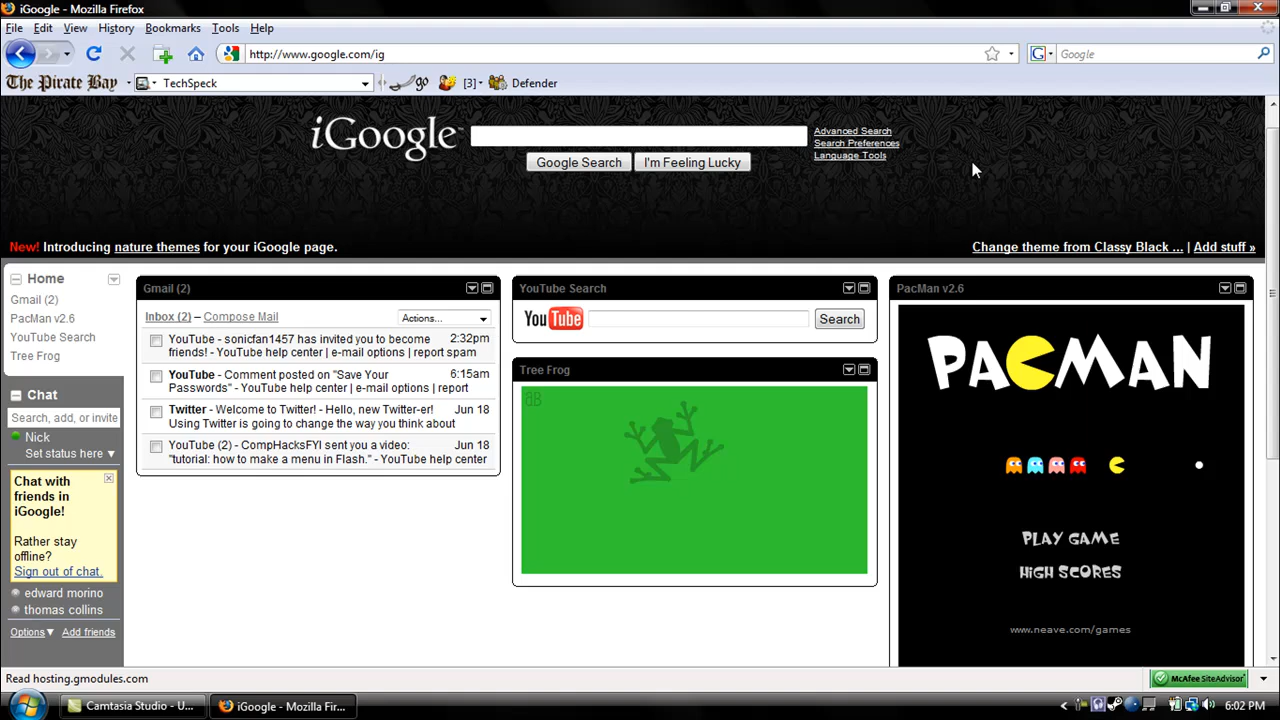 iGoogle - Mozilla Firefox
File Edit View History Bookmarks Tools Help
http://www.google.com/ig
Google
The Pirate Bay TechSpeck go [3] Defender
iGoogle™
Advanced Search
Search Preferences
Language Tools
Google Search I'm Feeling Lucky
New! Introducing nature themes for your iGoogle page.
Change theme from Classy Black ... | Add stuff »
Home
Gmail (2)
PacMan v2.6
YouTube Search
Tree Frog
Chat
Search, add, or invite
Nick
Set status here ▼
Chat with
friends in
iGoogle!
Rather stay
offline?
Sign out of chat.
edward morino
thomas collins
Options▼ Add friends
Gmail (2)
Inbox (2) – Compose Mail Actions...
YouTube - sonicfan1457 has invited you to become 2:32pm
friends! - YouTube help center | e-mail options | report spam
YouTube - Comment posted on "Save Your 6:15am
Passwords" - YouTube help center | e-mail options | report
Twitter - Welcome to Twitter! - Hello, new Twitter-er! Jun 18
Using Twitter is going to change the way you think about
YouTube (2) - CompHacksFYI sent you a video: Jun 18
"tutorial: how to make a menu in Flash." - YouTube help center
YouTube Search
YouTube Search
Tree Frog
aB
PacMan v2.6
PACMAN
PLAY GAME
HIGH SCORES
www.neave.com/games
Read hosting.gmodules.com
McAfee SiteAdvisor
Camtasia Studio - U...
iGoogle - Mozilla Fir...
6:02 PM